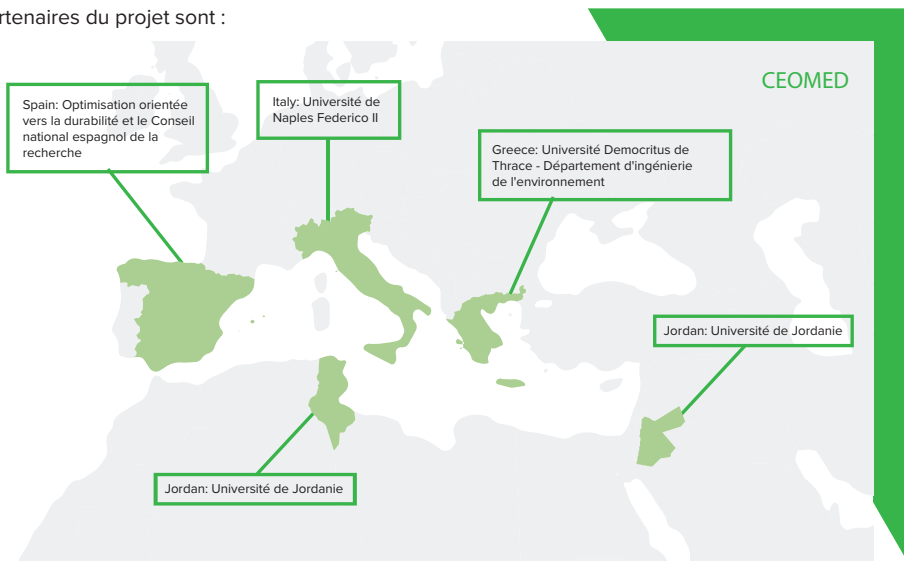 rtenaires du projet sont :
CEOMED
Spain: Optimisation orientée
vers la durabilité et le Conseil
national espagnol de la
recherche
Italy: Université de
Naples Federico II
Greece: Université Democritus de
Thrace - Département d'ingénierie
de l'environnement
Jordan: Université de Jordanie
Jordan: Université de Jordanie